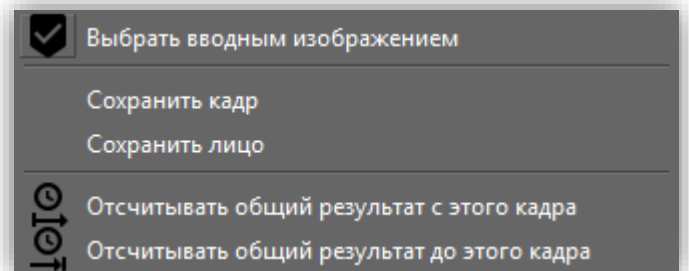 Выбрать вводным изображением
Сохранить кадр
Сохранить лицо
Отсчитывать общий результат с этого кадра
Отсчитывать общий результат до этого кадра